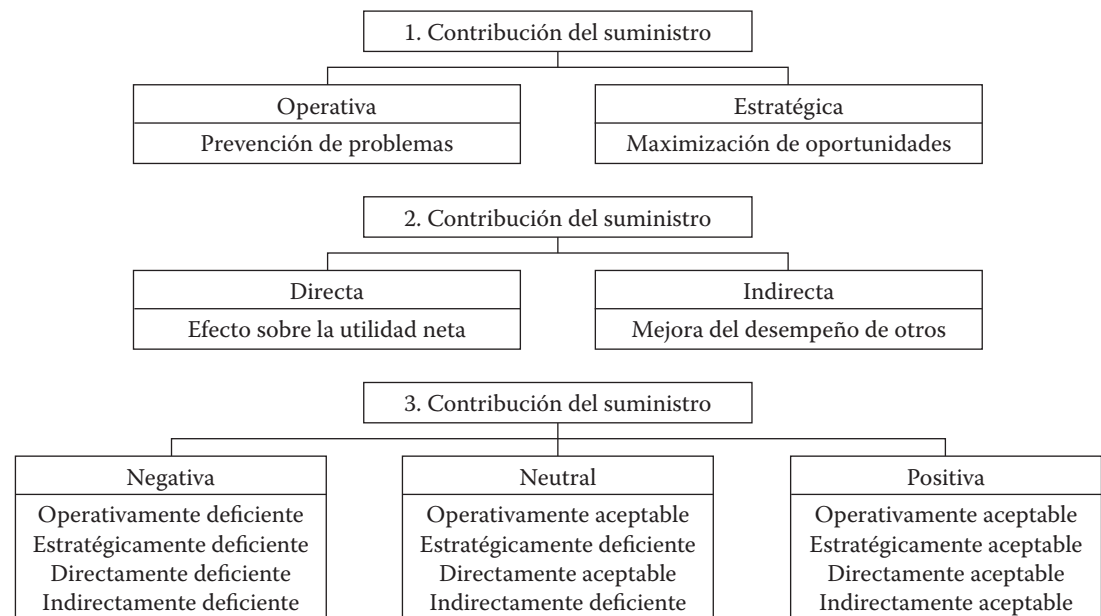 1. Contribución del suministro
Operativa
Prevención de problemas
Estratégica
Maximización de oportunidades
2. Contribución del suministro
Directa
Efecto sobre la utilidad neta
Indirecta
Mejora del desempeño de otros
3. Contribución del suministro
Negativa
Operativamente deficiente
Estratégicamente deficiente
Directamente deficiente
Indirectamente deficiente
Neutral
Operativamente aceptable
Estratégicamente deficiente
Directamente aceptable
Indirectamente deficiente
Positiva
Operativamente aceptable
Estratégicamente aceptable
Directamente aceptable
Indirectamente aceptable